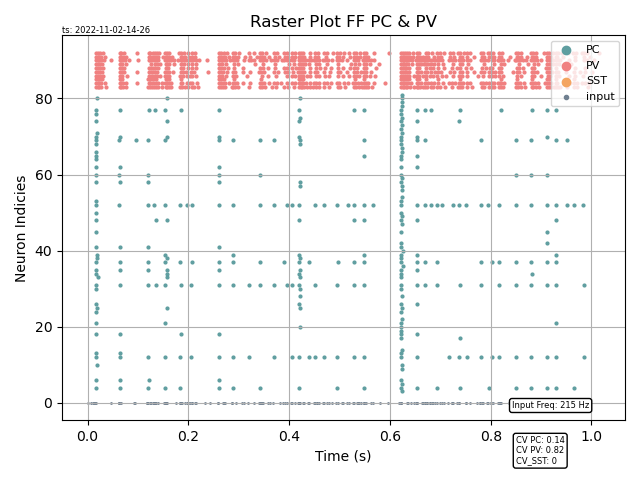 Raster Plot FF PC & PV
ts: 2022-11-02-14-26
PC
PV
SST
input
80
60
40
20
0
Neuron Indicies
Input Freq: 215 Hz
0.0 0.2 0.4 0.6 0.8 1.0
Time (s)
CV PC: 0.14
CV PV: 0.82
CV_SST: 0